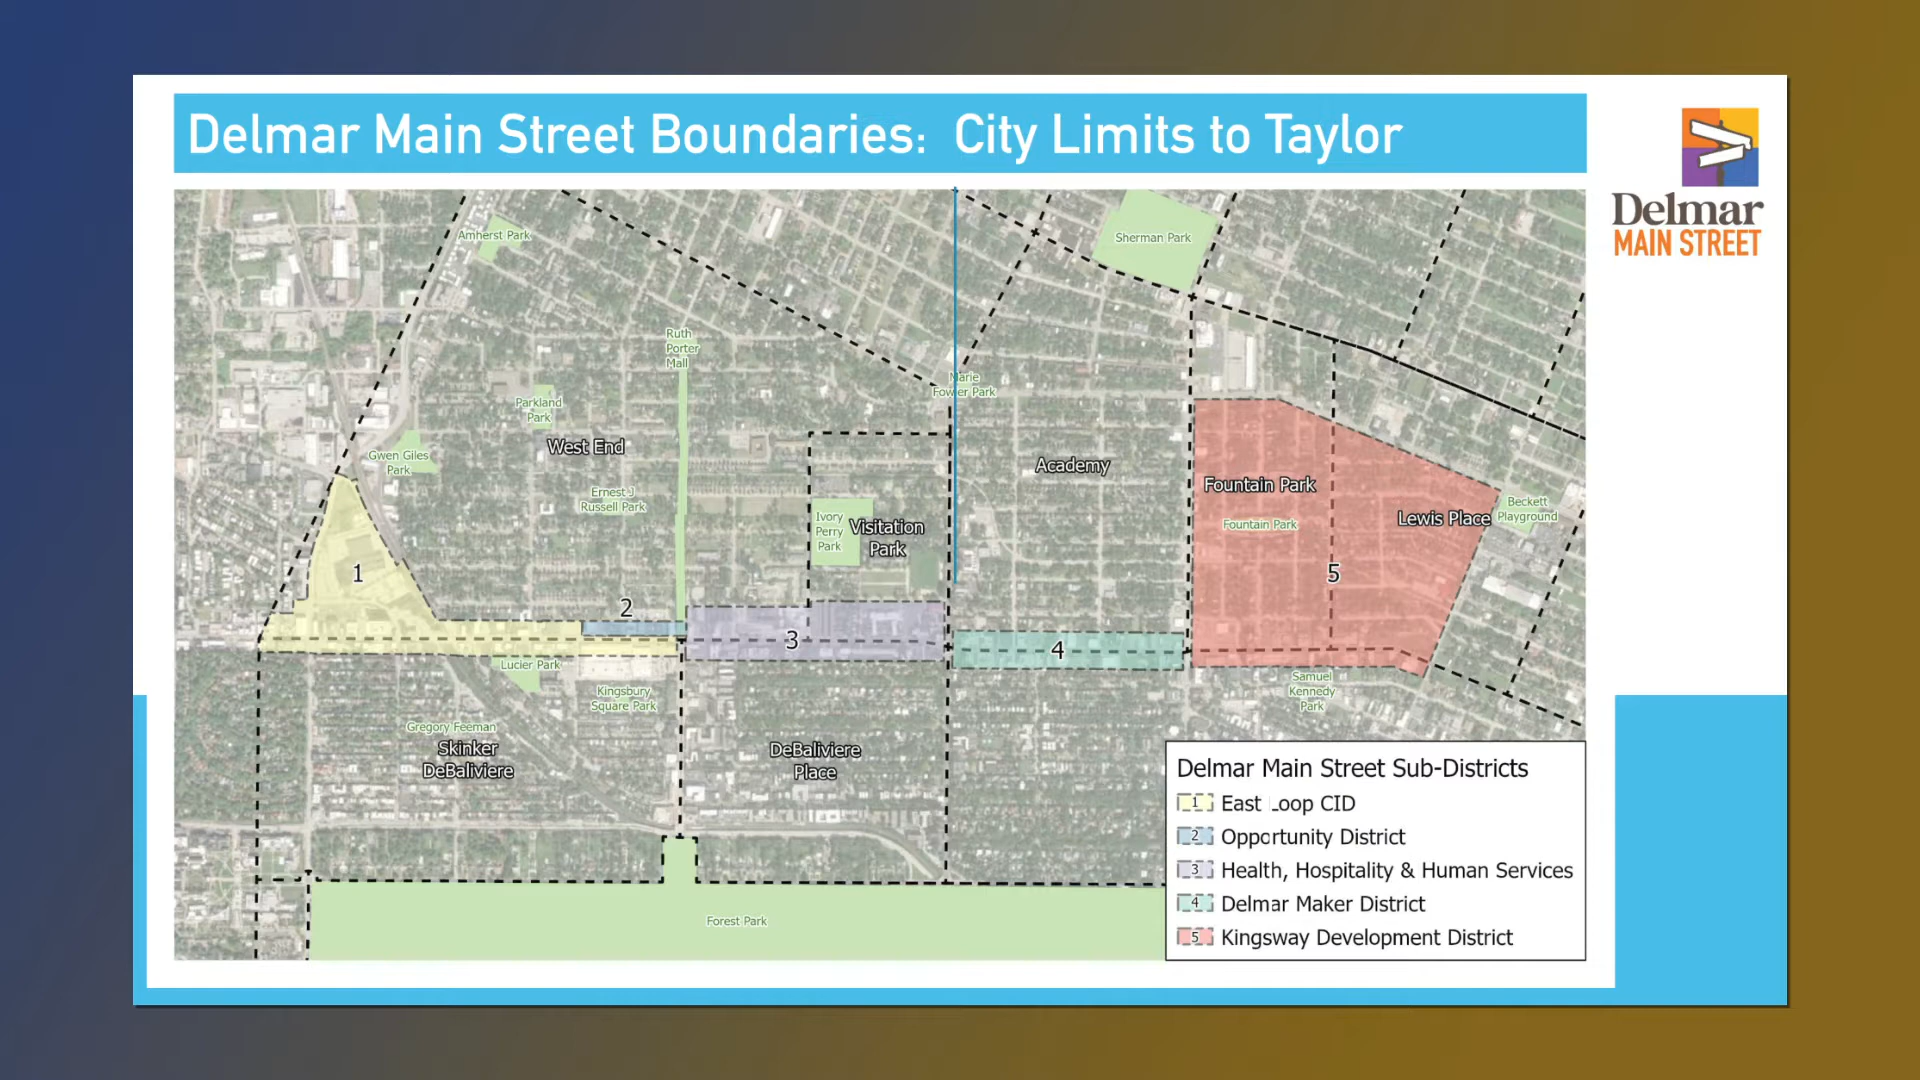 Delmar Main Street Boundaries: City Limits to Taylor
Delmar
MAIN STREET
Amherst Park
Sherman Park
Ruth
Porter
Mall
Marie
Fowler Park
Parkland
Park
West End
Gwen Giles
Park
Academy
Ernest J
Russell Park
Fountain Park
Fountain Park
Lewis Place
Beckett
Playground
Ivory
Perry
Park
Visitation
Park
1
2
3
4
5
Lucier Park
Kingsbury
Square Park
Samuel
Kennedy
Park
Gregory Feeman
Skinker
DeBaliviere
DeBaliviere
Place
Forest Park
Delmar Main Street Sub-Districts
1 East Loop CID
2 Opportunity District
3 Health, Hospitality & Human Services
4 Delmar Maker District
5 Kingsway Development District